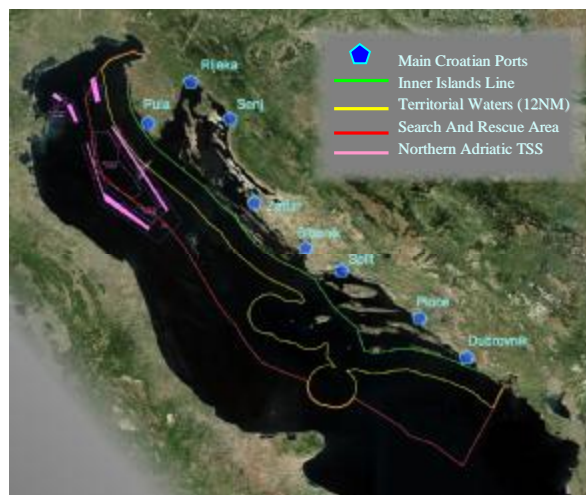 Main Croatian Ports
Inner Islands Line
Territorial Waters (12NM)
Search And Rescue Area
Northern Adriatic TSS
Rijeka
Pula
Senj
Zadar
Šibenik
Split
Ploče
Dubrovnik